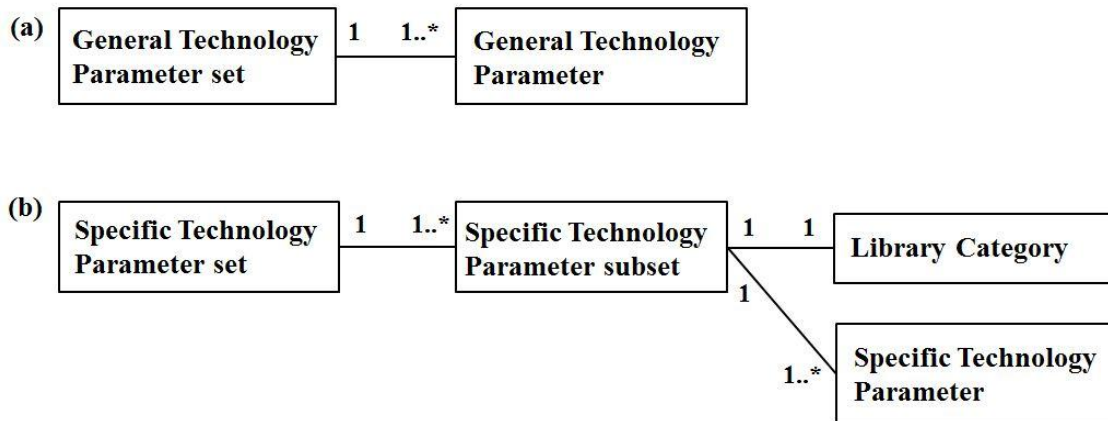 (a)
General Technology
Parameter set
1
1..*
General Technology
Parameter
(b)
Specific Technology
Parameter set
1
1..*
Specific Technology
Parameter subset
1
1
Library Category
1
1..*
Specific Technology
Parameter